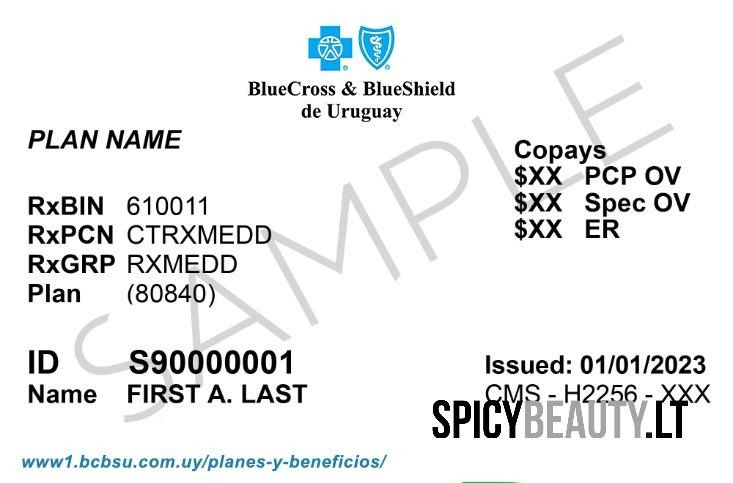 BlueCross & BlueShield
de Uruguay
PLAN NAME
Copays
$XX PCP OV
$XX Spec OV
$XX ER
RxBIN 610011
RxPCN CTRXMEDD
RxGRP RXMEDD
Plan (80840)
SAMPLE
ID S90000001
Name FIRST A. LAST
Issued: 01/01/2023
CMS - H2256 - XXX
SPICYBEAUTY.LT
www1.bcbsu.com.uy/planes-y-beneficios/